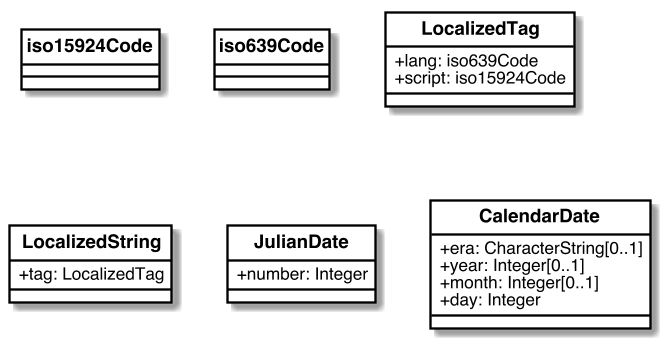 iso15924Code
iso639Code
LocalizedTag
+lang: iso639Code
+script: iso15924Code
LocalizedString
+tag: LocalizedTag
JulianDate
+number: Integer
CalendarDate
+era: CharacterString[0..1]
+year: Integer[0..1]
+month: Integer[0..1]
+day: Integer